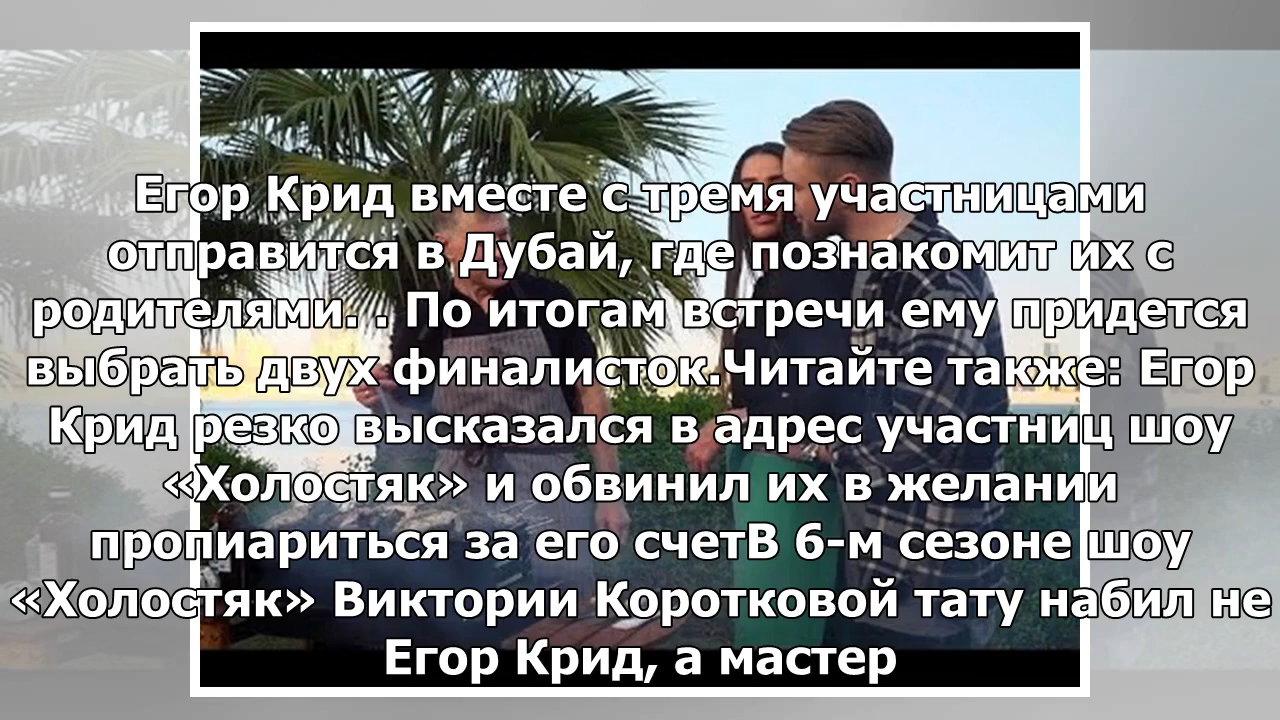 Егор Крид вместе с тремя участницами
отправится в Дубай, где познакомит их с
родителями. . По итогам встречи ему придется
выбрать двух финалисток.Читайте также: Егор
Крид резко высказался в адрес участниц шоу
«Холостяк» и обвинил их в желании
пропиариться за его счетВ 6-м сезоне шоу
«Холостяк» Виктории Коротковой тату набил не
Егор Крид, а мастер